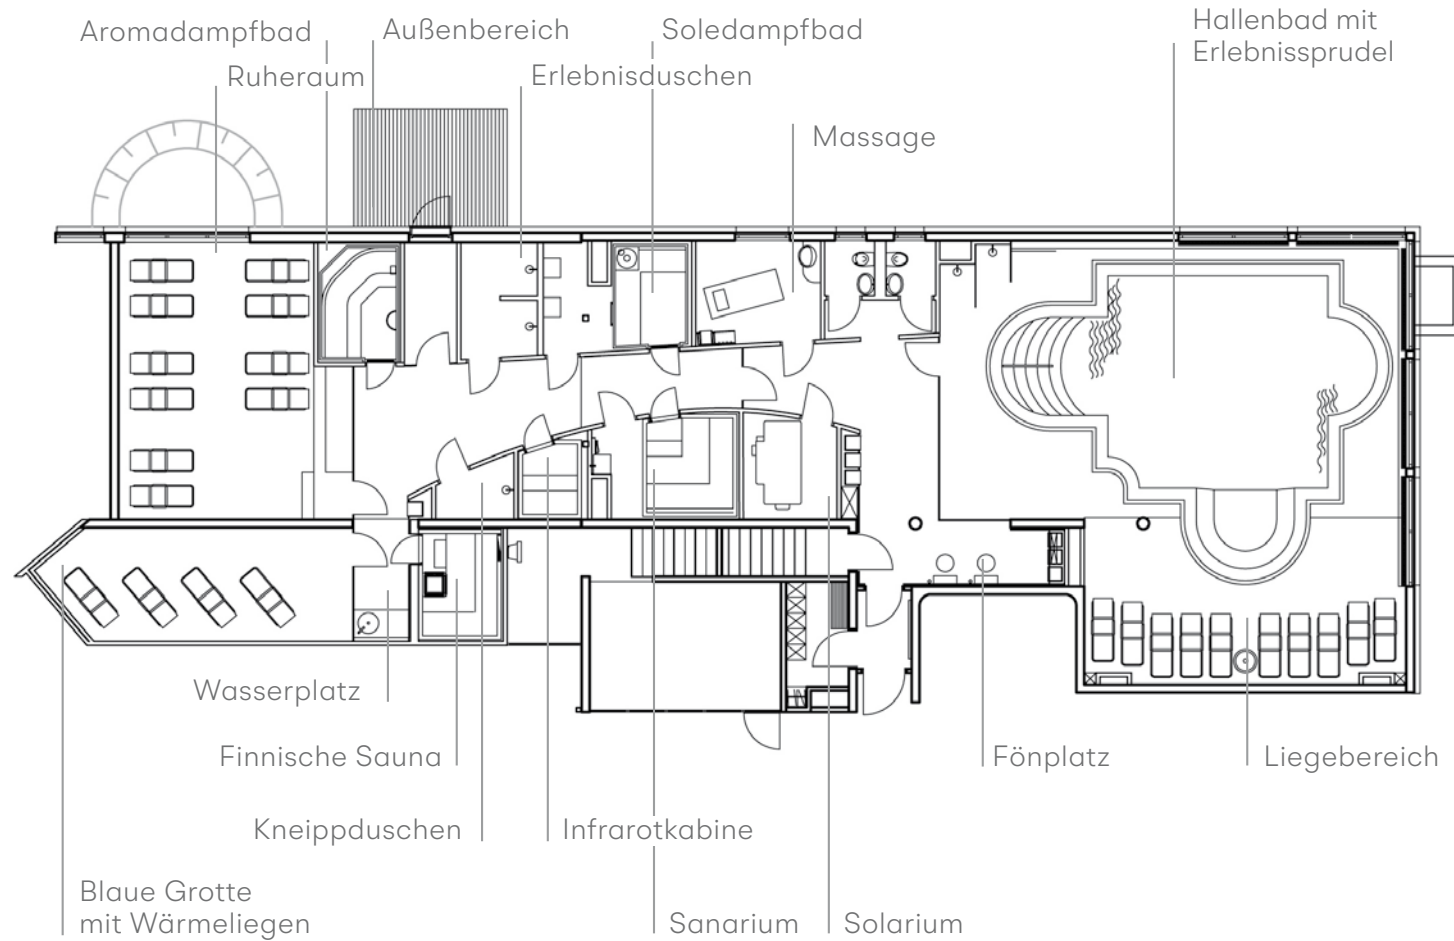 Aromadampfbad
Außenbereich
Soledampfbad
Hallenbad mit
Erlebnissprudel
Ruheraum
Erlebnisduschen
Massage
Wasserplatz
Finnische Sauna
Fönplatz
Liegebereich
Kneippduschen
Infrarotkabine
Blaue Grotte
mit Wärmeliegen
Sanarium
Solarium